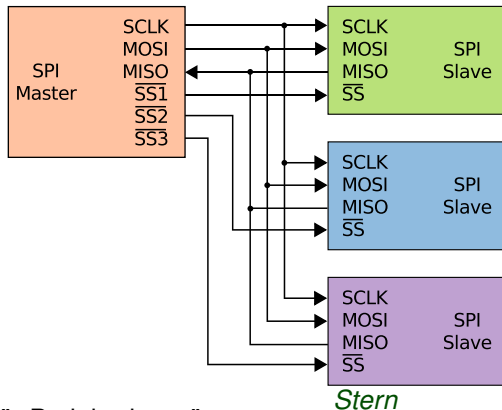 SCLK
MOSI
SPI MISO
Master SS1
SS2
SS3
SCLK
MOSI SPI
MISO Slave
SS
SCLK
MOSI SPI
MISO Slave
SS
SCLK
MOSI SPI
MISO Slave
SS
Stern